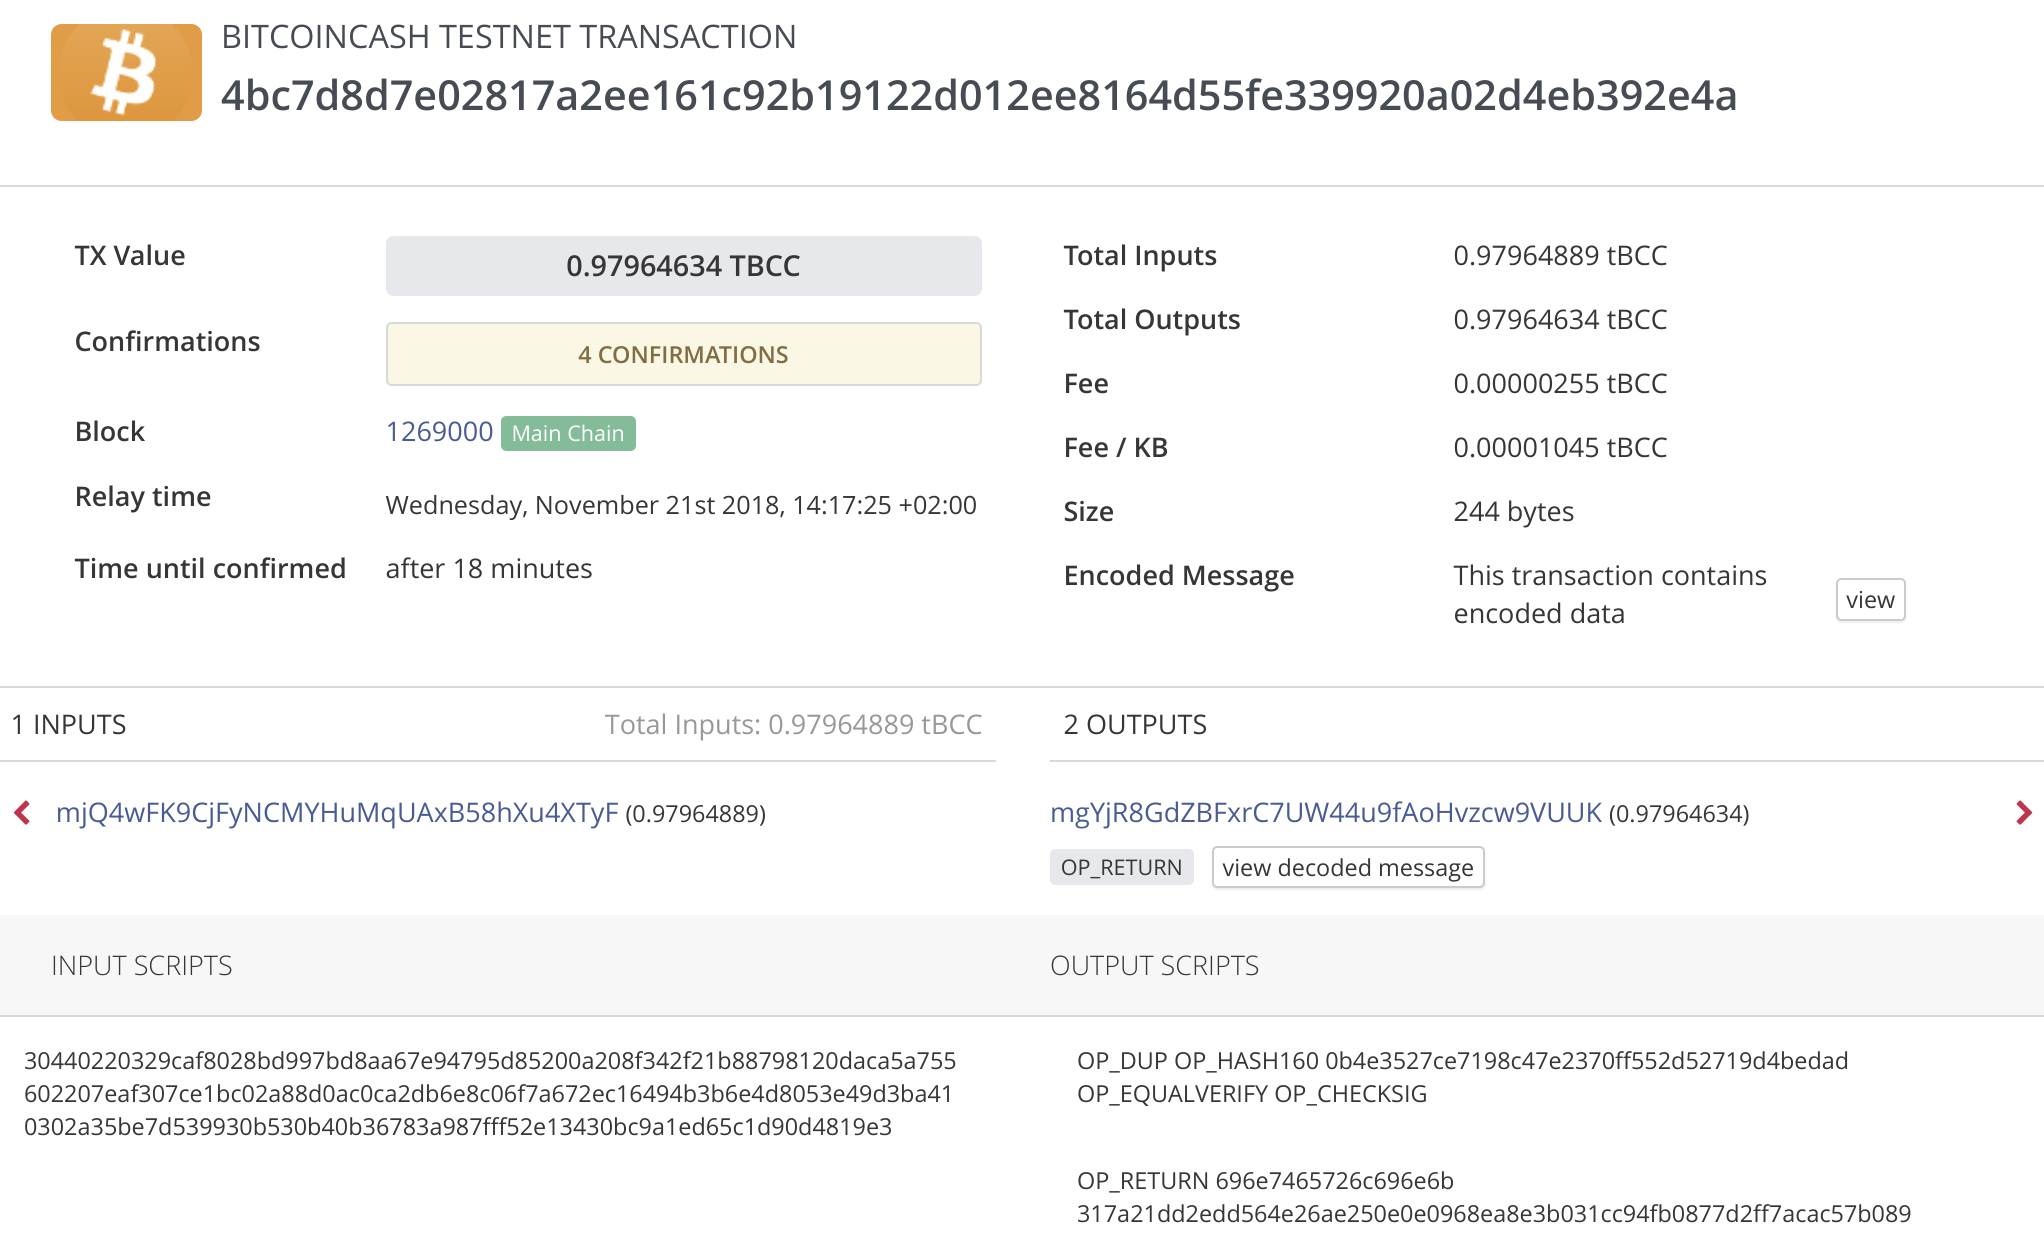 BITCOINCASH TESTNET TRANSACTION
4bc7d8d7e02817a2ee161c92b19122d012ee8164d55fe339920a02d4eb392e4a
TX Value
0.97964634 TBCC
Confirmations
4 CONFIRMATIONS
Block
1269000 Main Chain
Relay time
Wednesday, November 21st 2018, 14:17:25 +02:00
Time until confirmed
after 18 minutes
Total Inputs
0.97964889 tBCC
Total Outputs
0.97964634 tBCC
Fee
0.00000255 tBCC
Fee / KB
0.00001045 tBCC
Size
244 bytes
Encoded Message
This transaction contains
encoded data
view
1 INPUTS
Total Inputs: 0.97964889 tBCC
mjQ4wFK9CjFyNCMYHuMqUAxB58hXu4XTyF (0.97964889)
2 OUTPUTS
mgYjR8GdZBFxrC7UW44u9fAoHvzcw9VUUK (0.97964634)
OP_RETURN view decoded message
INPUT SCRIPTS
30440220329caf8028bd997bd8aa67e94795d85200a208f342f21b88798120daca5a755
602207eaf307ce1bc02a88d0ac0ca2db6e8c06f7a672ec16494b3b6e4d8053e49d3ba41
0302a35be7d539930b530b40b36783a987fff52e13430bc9a1ed65c1d90d4819e3
OUTPUT SCRIPTS
OP_DUP OP_HASH160 0b4e3527ce7198c47e2370ff552d52719d4bedad
OP_EQUALVERIFY OP_CHECKSIG
OP_RETURN 696e7465726c696e6b
317a21dd2edd564e26ae250e0e0968ea8e3b031cc94fb0877d2ff7acac57b089